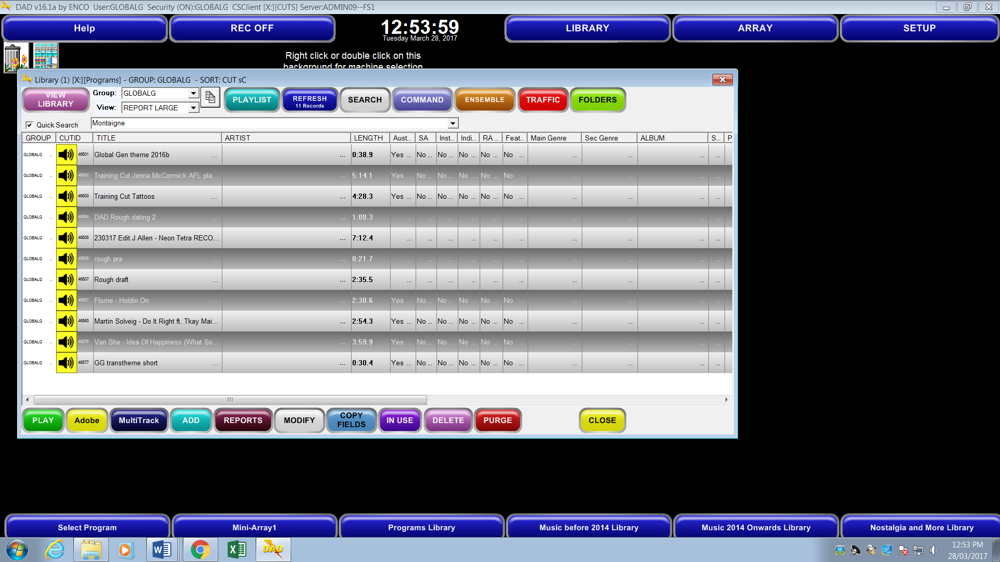 DAD v16.1a by ENCO User:GLOBALG Security (ON):GLOBALG CSClient [X:][CUTS] Server:ADMIN09--FS1
Help REC OFF 12:53:59 LIBRARY ARRAY SETUP
Tuesday March 28, 2017
Right click or double click on this
background for machine selection
Library (1) [X:][Programs] - GROUP: GLOBALG - SORT: CUT sC
VIEW LIBRARY Group: GLOBALG PLAYLIST REFRESH 11 Records SEARCH COMMAND ENSEMBLE TRAFFIC FOLDERS
View: REPORT LARGE
Quick Search Montaigne
GROUP CUTID TITLE ARTIST LENGTH Aust... SA Inst... Indi... RA ... Feat... Main Genre Sec Genre ALBUM S... P
GLOBALG ... 46501 Global Gen theme 2016b ... ... 0:38.9 Yes ... No ... No ... No ... No ... No ... ... ... ... ...
GLOBALG ... 46502 Training Cut Jenna McCormick AFL pla... ... 5:14.1 Yes ... No ... No ... No ... No ... No ... ... ... ... ...
GLOBALG ... 46503 Training Cut Tattoos ... ... 4:28.3 Yes ... No ... No ... No ... No ... No ... ... ... ... ...
GLOBALG ... 46504 DAD Rough dating 2 ... ... 1:08.3 ... ... ... ... ... ... ... ... ... ...
GLOBALG ... 46505 230317 Edit J Allen - Neon Tetra RECO... ... 7:12.4 ... ... ... ... ... ... ... ... ... ...
GLOBALG ... 46506 rough pra ... ... 0:21.7 ... ... ... ... ... ... ... ... ... ...
GLOBALG ... 46507 Rough draft ... ... 2:35.5 ... ... ... ... ... ... ... ... ... ...
GLOBALG ... 46557 Flume - Holdin On ... ... 2:30.6 Yes ... No ... No ... No ... No ... No ... ... ... ... ...
GLOBALG ... 46563 Martin Solveig - Do It Right ft. Tkay Mai... ... 2:54.3 Yes ... No ... No ... No ... No ... No ... ... ... ... ...
GLOBALG ... 46576 Van She - Idea Of Happiness (What So... ... 3:59.9 Yes ... No ... No ... No ... No ... No ... ... ... ... ...
GLOBALG ... 46577 GG transtheme short ... ... 0:30.4 Yes ... No ... No ... No ... No ... No ... ... ... ... ...
PLAY Adobe MultiTrack ADD REPORTS MODIFY COPY FIELDS IN USE DELETE PURGE CLOSE
Select Program Mini-Array1 Programs Library Music before 2014 Library Music 2014 Onwards Library Nostalgia and More Library
DAD DAD 12:53 PM
28/03/2017